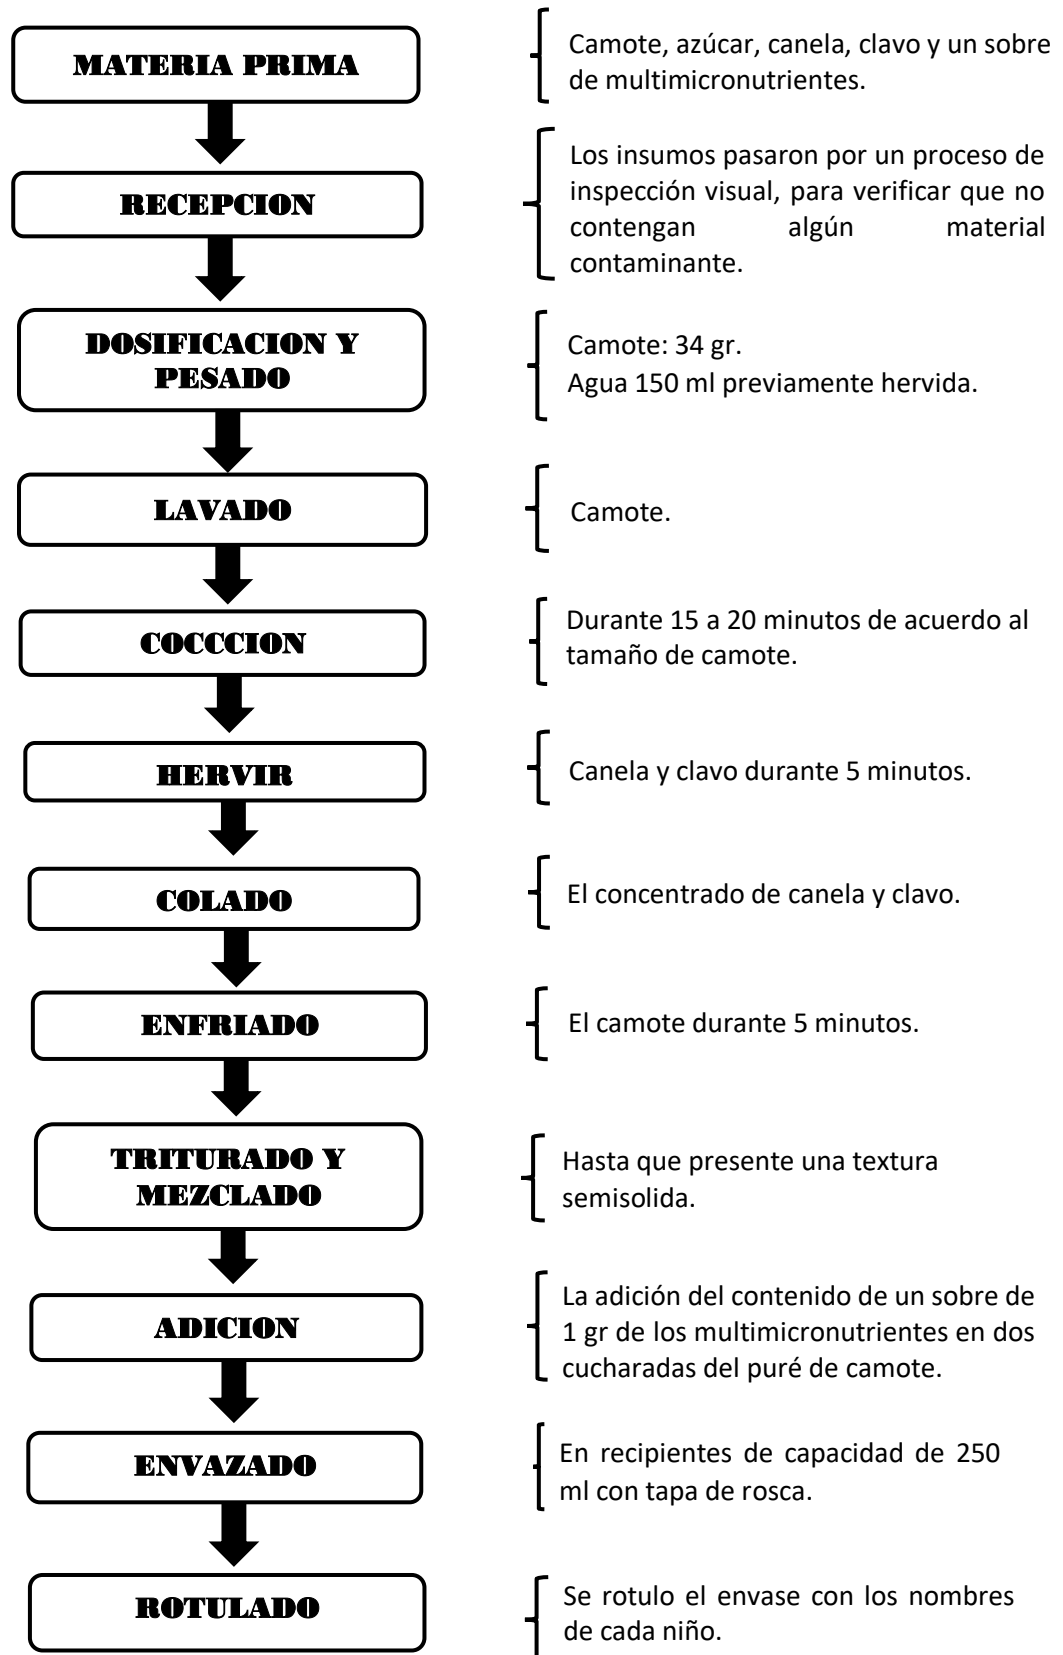 MATERIA PRIMA
Camote, azúcar, canela, clavo y un sobre
de multimicronutrientes.
RECEPCION
Los insumos pasaron por un proceso de
inspección visual, para verificar que no
contengan algún material
contaminante.
DOSIFICACION Y
PESADO
Camote: 34 gr.
Agua 150 ml previamente hervida.
LAVADO
Camote.
COCCCION
Durante 15 a 20 minutos de acuerdo al
tamaño de camote.
HERVIR
Canela y clavo durante 5 minutos.
COLADO
El concentrado de canela y clavo.
ENFRIADO
El camote durante 5 minutos.
TRITURADO Y
MEZCLADO
Hasta que presente una textura
semisolida.
ADICION
La adición del contenido de un sobre de
1 gr de los multimicronutrientes en dos
cucharadas del puré de camote.
ENVAZADO
En recipientes de capacidad de 250
ml con tapa de rosca.
ROTULADO
Se rotulo el envase con los nombres
de cada niño.